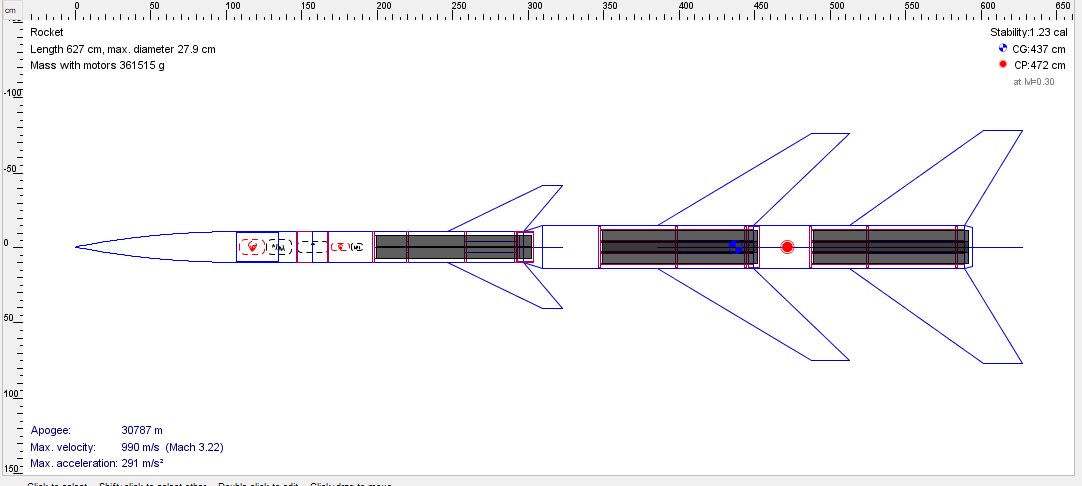 cm
0 50 100 150 200 250 300 350 400 450 500 550 600 650
Rocket
Length 627 cm, max. diameter 27.9 cm
Mass with motors 361515 g
Stability:1.23 cal
CG:437 cm
CP:472 cm
at M=0.30
-100
-50
0
50
100
150
Apogee: 30787 m
Max. velocity: 990 m/s (Mach 3.22)
Max. acceleration: 291 m/s²